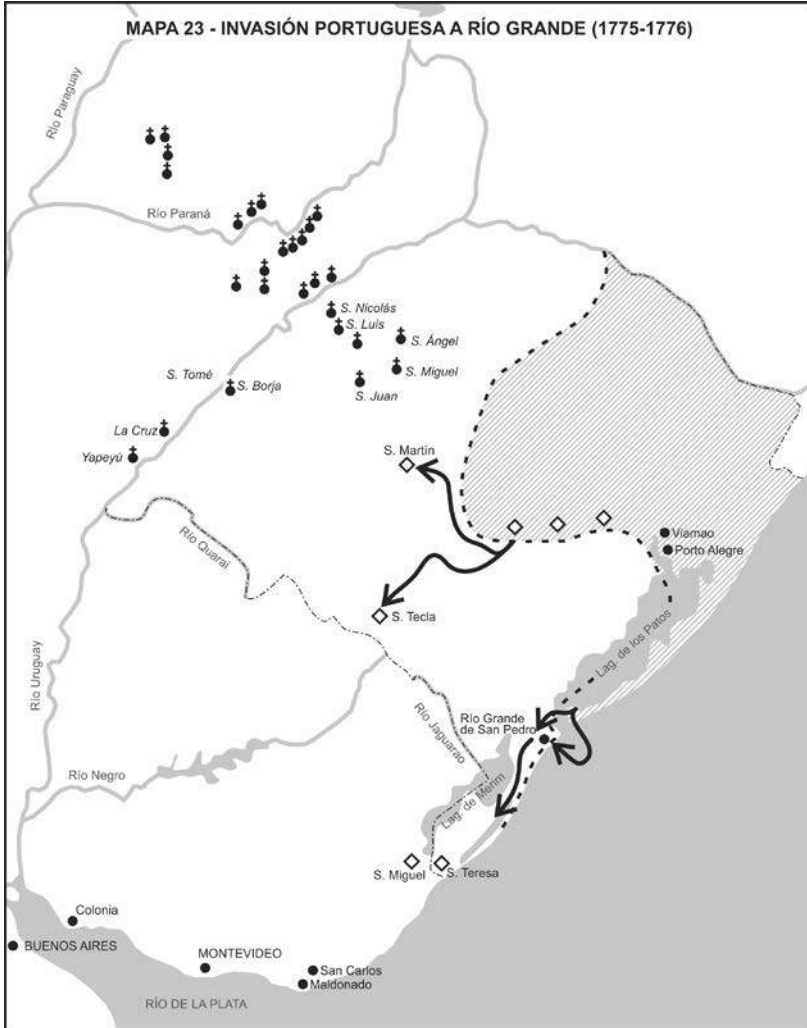 MAPA 23 - INVASIÓN PORTUGUESA A RÍO GRANDE (1775-1776)
Río Paraguay
Río Paraná
S. Nicolás
S. Luis
S. Ángel
S. Miguel
S. Juan
S. Tomé
S. Borja
La Cruz
Yapeyú
S. Martín
Viamao
Porto Alegre
Río Quaraí
S. Tecla
Lag. de los Patos
Río Uruguay
Río Jaguarao
Río Grande
de San Pedro
Río Negro
Lag. de Merim
S. Miguel
S. Teresa
Colonia
BUENOS AIRES
MONTEVIDEO
San Carlos
Maldonado
RÍO DE LA PLATA